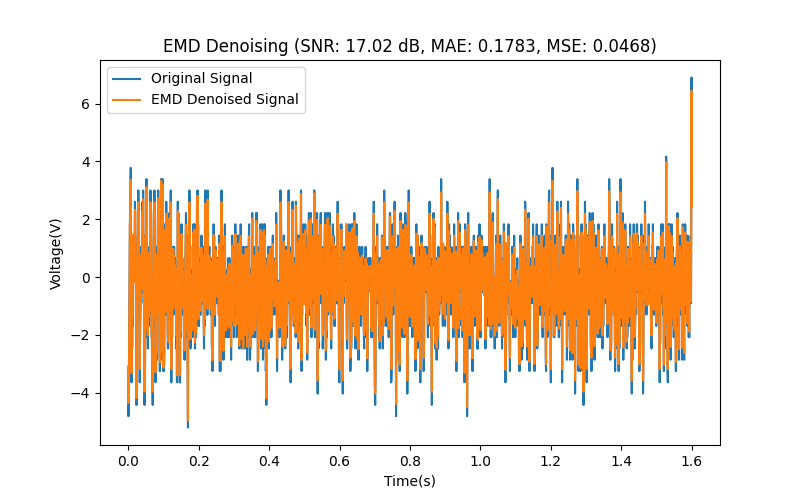 EMD Denoising (SNR: 17.02 dB, MAE: 0.1783, MSE: 0.0468)
Original Signal
EMD Denoised Signal
Voltage(V)
6
4
2
0
−2
−4
0.0 0.2 0.4 0.6 0.8 1.0 1.2 1.4 1.6
Time(s)